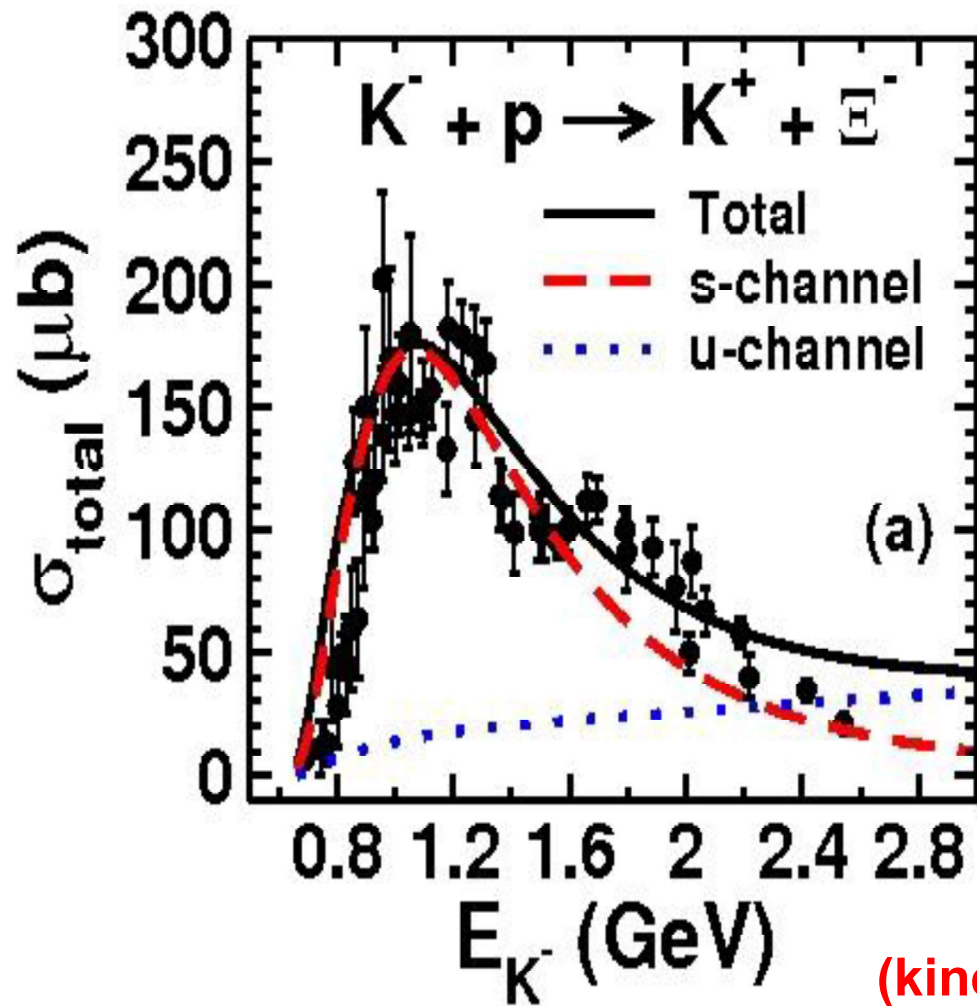 300
250
200
150
100
50
0
σ_total (μb)
K⁻ + p → K⁺ + Ξ⁻
Total
s-channel
u-channel
(a)
0.8 1.2 1.6 2 2.4 2.8
E_K⁻ (GeV)